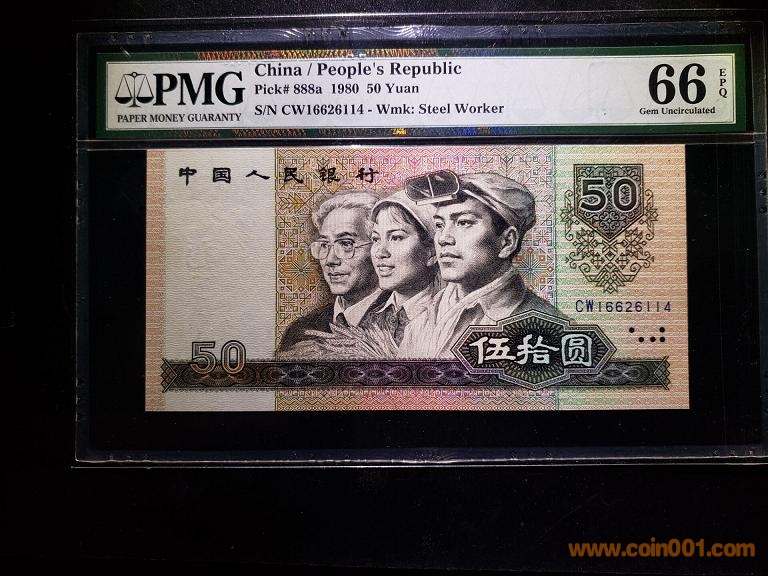 PMG
PAPER MONEY GUARANTY
China / People's Republic
Pick# 888a 1980 50 Yuan
S/N CW16626114 - Wmk: Steel Worker
66 EPQ
Gem Uncirculated
中国人民银行
50
CW16626114
50
伍拾圆
www.coin001.com